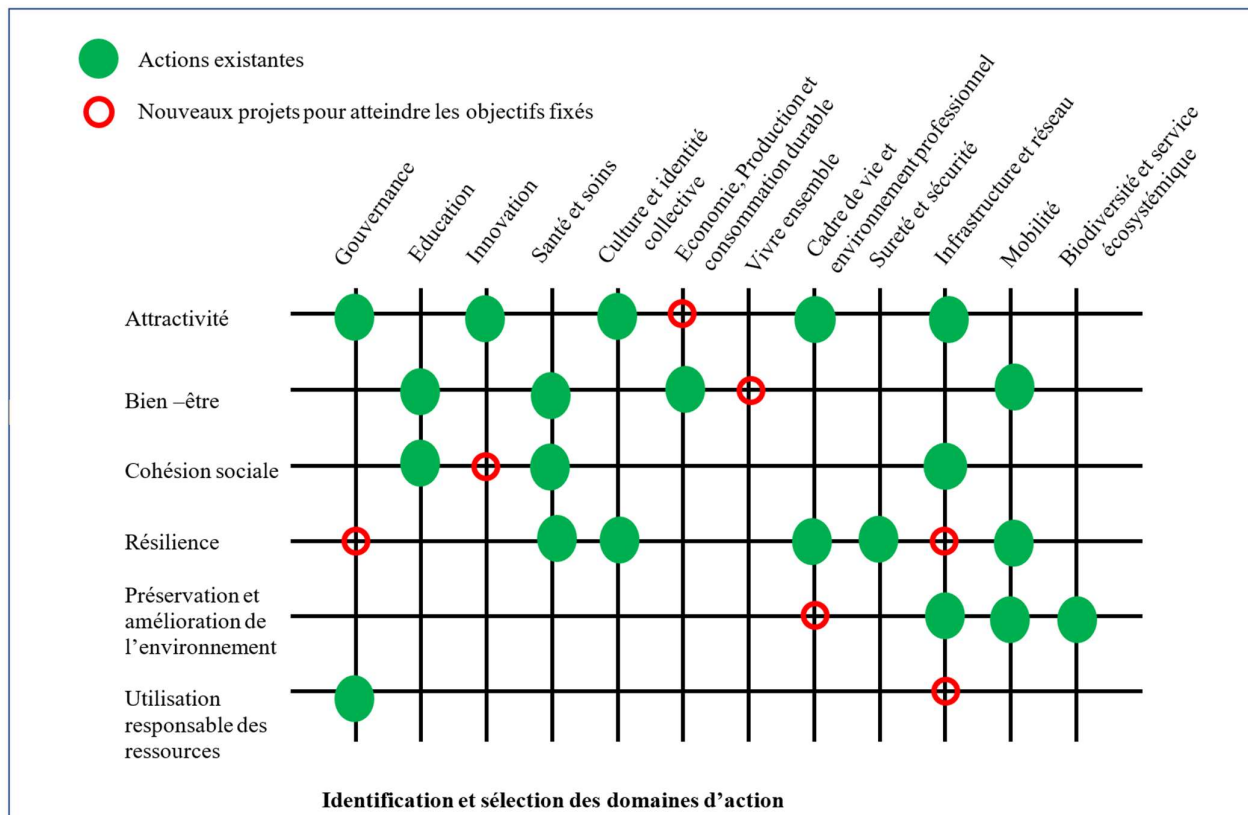 Actions existantes
Nouveaux projets pour atteindre les objectifs fixés
Gouvernance
Education
Innovation
Santé et soins
Culture et identité
collective
Economie, Production et
consommation durable
Vivre ensemble
Cadre de vie et
environnement professionnel
Sureté et sécurité
Infrastructure et réseau
Mobilité
Biodiversité et service
écosystémique
Attractivité
Bien –être
Cohésion sociale
Résilience
Préservation et
amélioration de
l’environnement
Utilisation
responsable des
ressources
Identification et sélection des domaines d’action